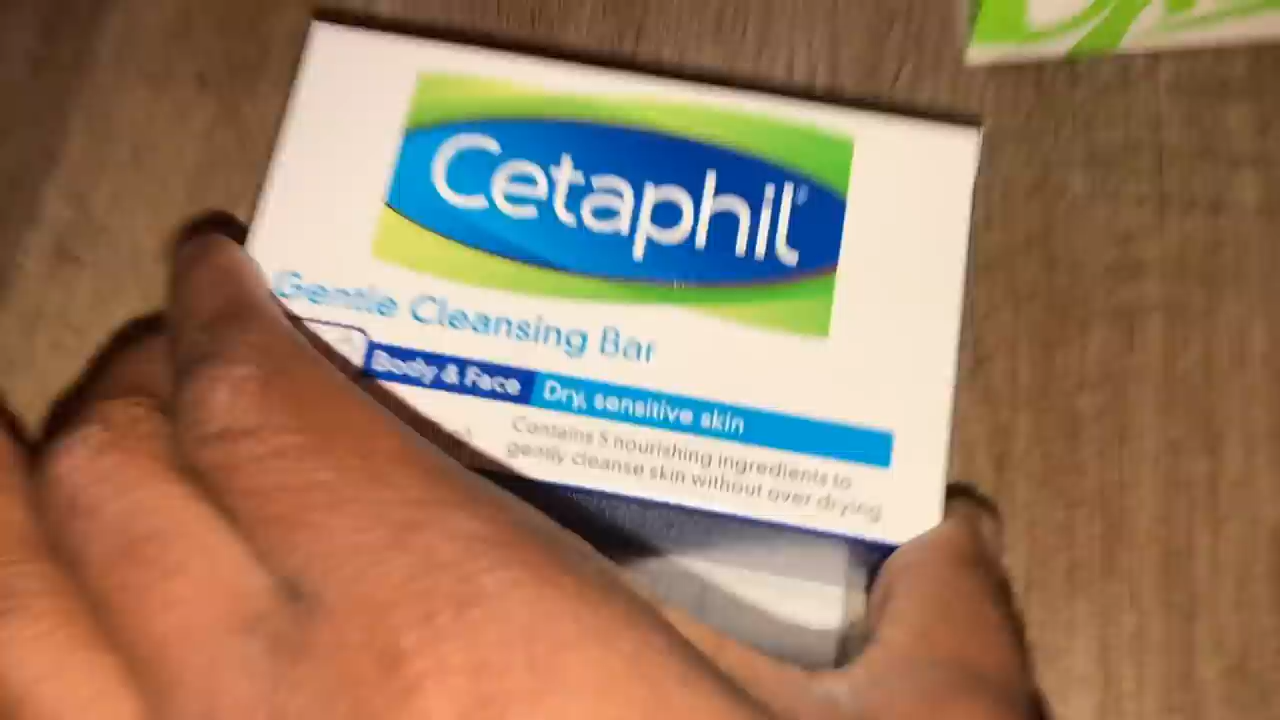 Cetaphil
Gentle Cleansing Bar
Body & Face Dry, sensitive skin
Contains 5 nourishing ingredients to
gently cleanse skin without over drying